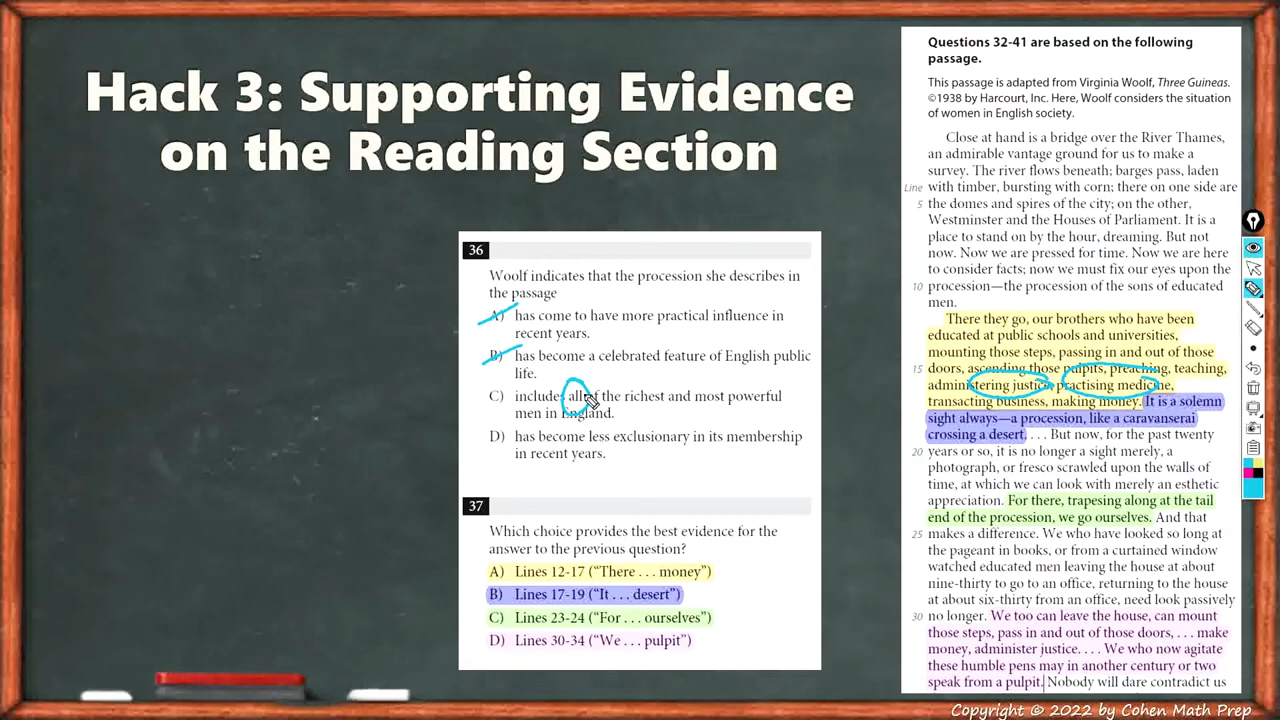 Hack 3: Supporting Evidence
on the Reading Section
36
Woolf indicates that the procession she describes in
the passage
A) has come to have more practical influence in
recent years.
B) has become a celebrated feature of English public
life.
C) includes all of the richest and most powerful
men in England.
D) has become less exclusionary in its membership
in recent years.
37
Which choice provides the best evidence for the
answer to the previous question?
A) Lines 12-17 (“There . . . money”)
B) Lines 17-19 (“It . . . desert”)
C) Lines 23-24 (“For . . . ourselves”)
D) Lines 30-34 (“We . . . pulpit”)
Questions 32-41 are based on the following
passage.
This passage is adapted from Virginia Woolf, Three Guineas.
©1938 by Harcourt, Inc. Here, Woolf considers the situation
of women in English society.
Close at hand is a bridge over the River Thames,
an admirable vantage ground for us to make a
survey. The river flows beneath; barges pass, laden
Line with timber, bursting with corn; there on one side are
5 the domes and spires of the city; on the other,
Westminster and the Houses of Parliament. It is a
place to stand on by the hour, dreaming. But not
now. Now we are pressed for time. Now we are here
to consider facts; now we must fix our eyes upon the
10 procession—the procession of the sons of educated
men.
There they go, our brothers who have been
educated at public schools and universities,
mounting those steps, passing in and out of those
15 doors, ascending those pulpits, preaching, teaching,
administering justice, practising medicine,
transacting business, making money. It is a solemn
sight always—a procession, like a caravanserai
crossing a desert. . . . But now, for the past twenty
20 years or so, it is no longer a sight merely, a
photograph, or fresco scrawled upon the walls of
time, at which we can look with merely an esthetic
appreciation. For there, trapesing along at the tail
end of the procession, we go ourselves. And that
25 makes a difference. We who have looked so long at
the pageant in books, or from a curtained window
watched educated men leaving the house at about
nine-thirty to go to an office, returning to the house
at about six-thirty from an office, need look passively
30 no longer. We too can leave the house, can mount
those steps, pass in and out of those doors, . . . make
money, administer justice. . . . We who now agitate
these humble pens may in another century or two
speak from a pulpit. Nobody will dare contradict us
Copyright © 2022 by Cohen Math Prep